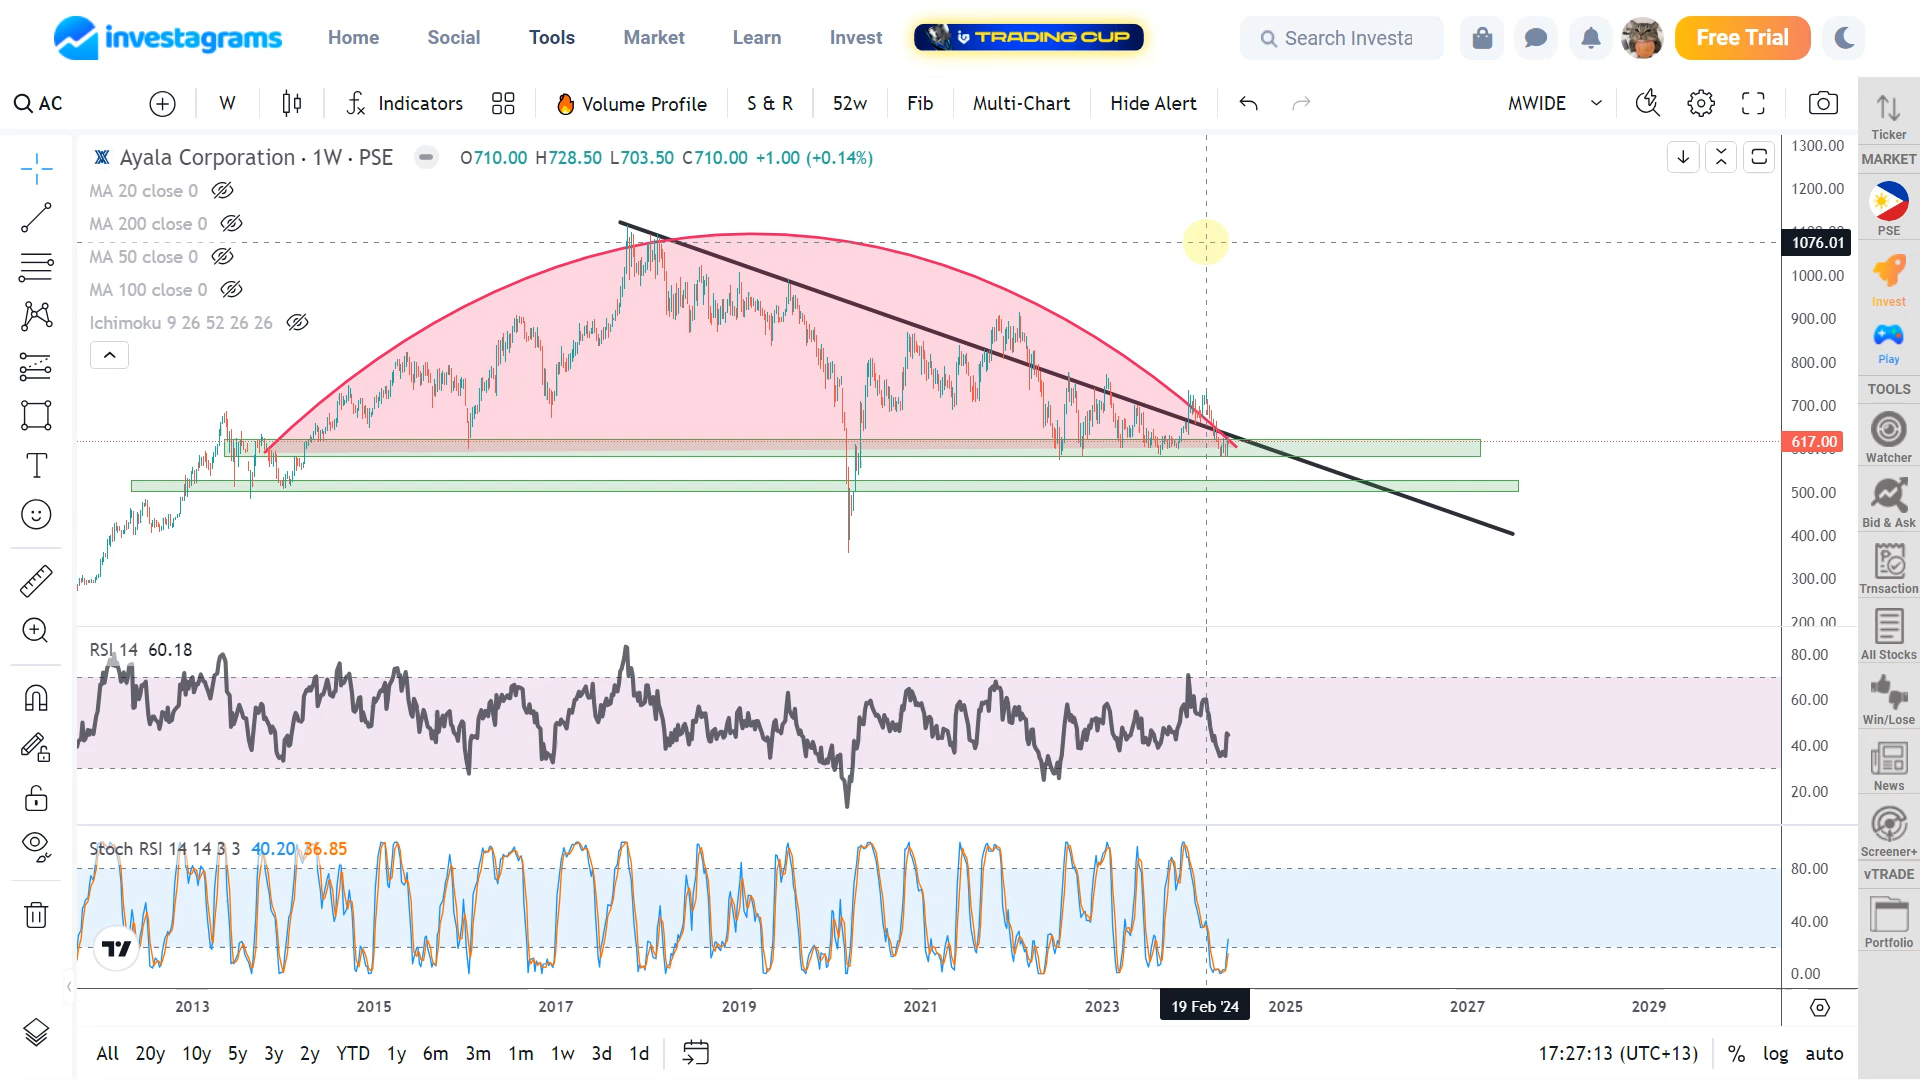 investagrams
Home
Social
Tools
Market
Learn
Invest
TRADING CUP
Search Investa
Free Trial
AC
W
Indicators
Volume Profile
S & R
52w
Fib
Multi-Chart
Hide Alert
MWIDE
Ayala Corporation · 1W · PSE
O710.00 H728.50 L703.50 C710.00 +1.00 (+0.14%)
MA 20 close 0
MA 200 close 0
MA 50 close 0
MA 100 close 0
Ichimoku 9 26 52 26 26
1300.00
1200.00
1076.01
1000.00
900.00
800.00
700.00
617.00
500.00
400.00
300.00
200.00
RSI 14 60.18
80.00
60.00
40.00
20.00
Stoch RSI 14 14 3 3 40.20 36.85
80.00
40.00
0.00
2013
2015
2017
2019
2021
2023
19 Feb '24
2025
2027
2029
All
20y
10y
5y
3y
2y
YTD
1y
6m
3m
1m
1w
3d
1d
17:27:13 (UTC+13)
%
log
auto
Ticker
MARKET
PSE
Invest
Play
TOOLS
Watcher
Bid & Ask
Trnsaction
All Stocks
Win/Lose
News
Screener+
vTRADE
Portfolio